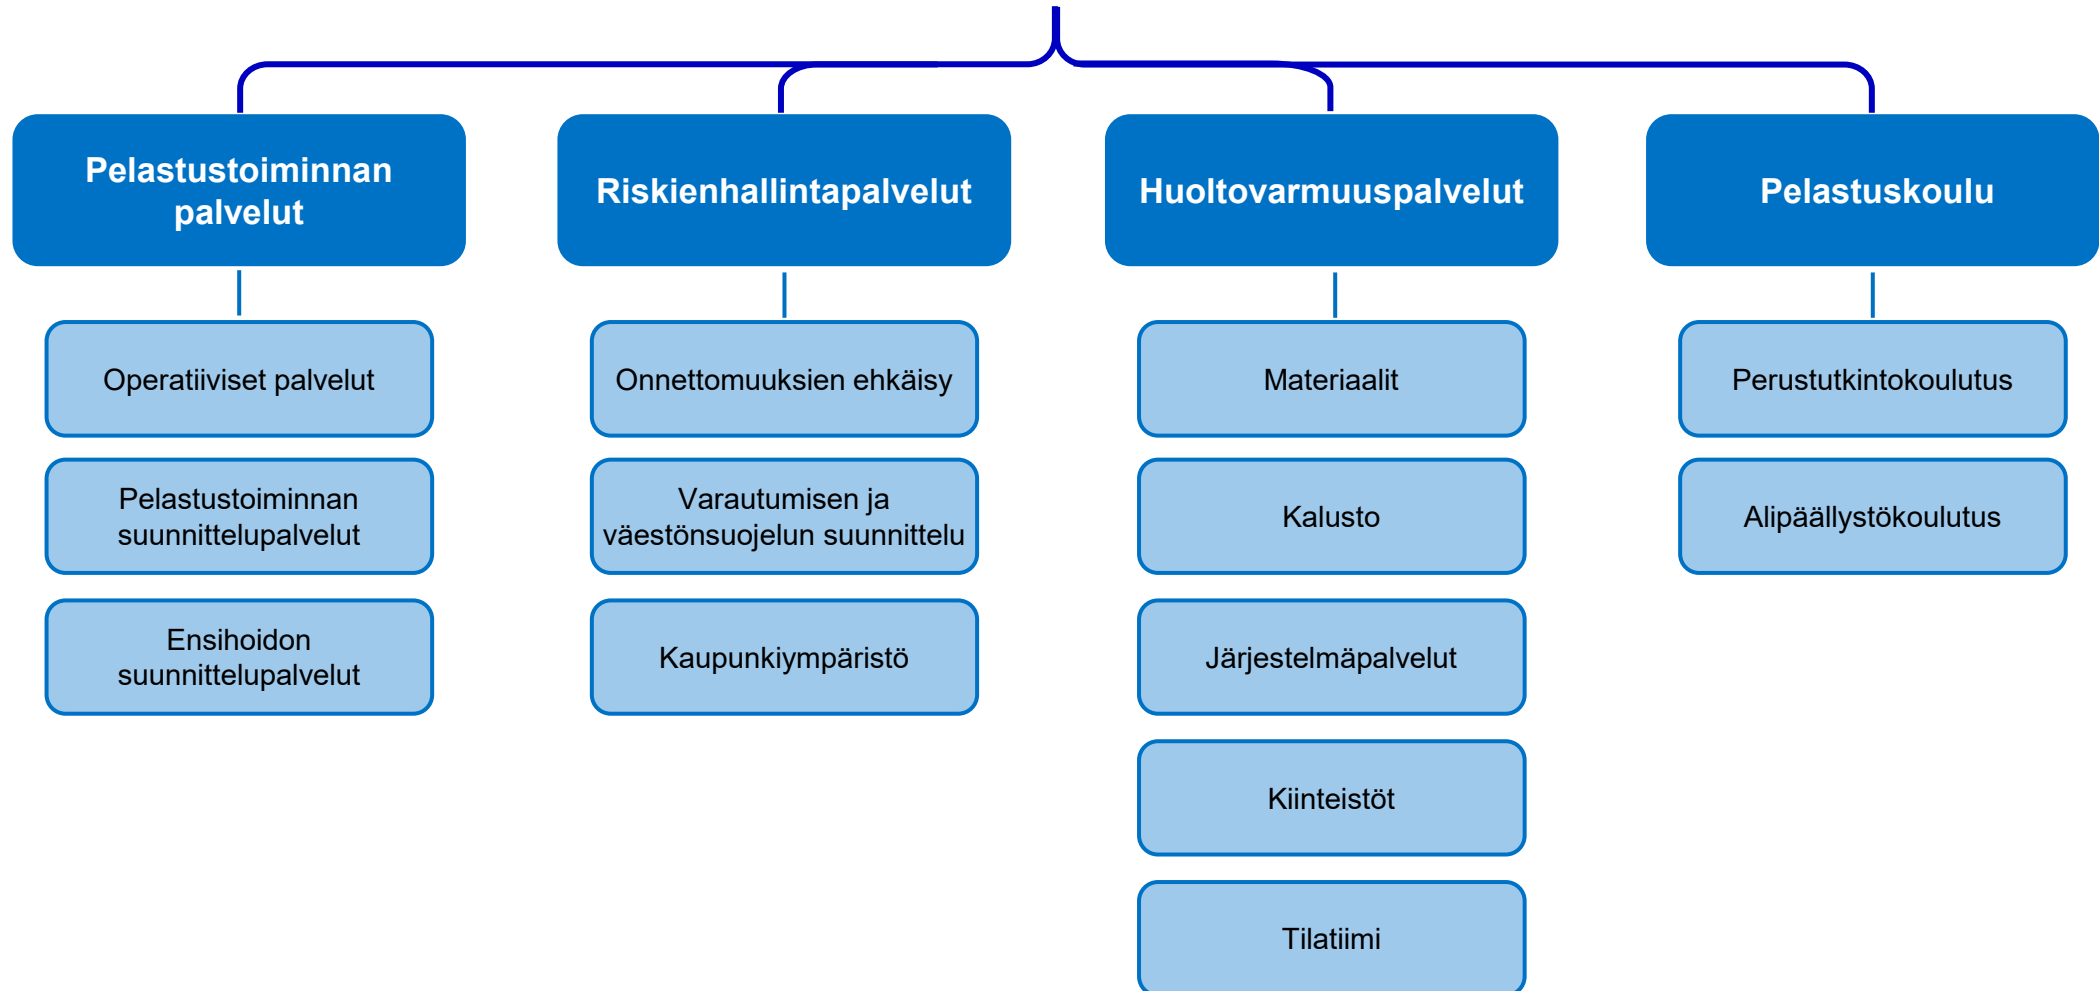 Pelastustoiminnan
palvelut
Riskienhallintapalvelut
Huoltovarmuuspalvelut
Pelastuskoulu
Operatiiviset palvelut
Pelastustoiminnan
suunnittelupalvelut
Ensihoidon
suunnittelupalvelut
Onnettomuuksien ehkäisy
Varautumisen ja
väestönsuojelun suunnittelu
Kaupunkiympäristö
Materiaalit
Kalusto
Järjestelmäpalvelut
Kiinteistöt
Tilatiimi
Perustutkintokoulutus
Alipäällystökoulutus